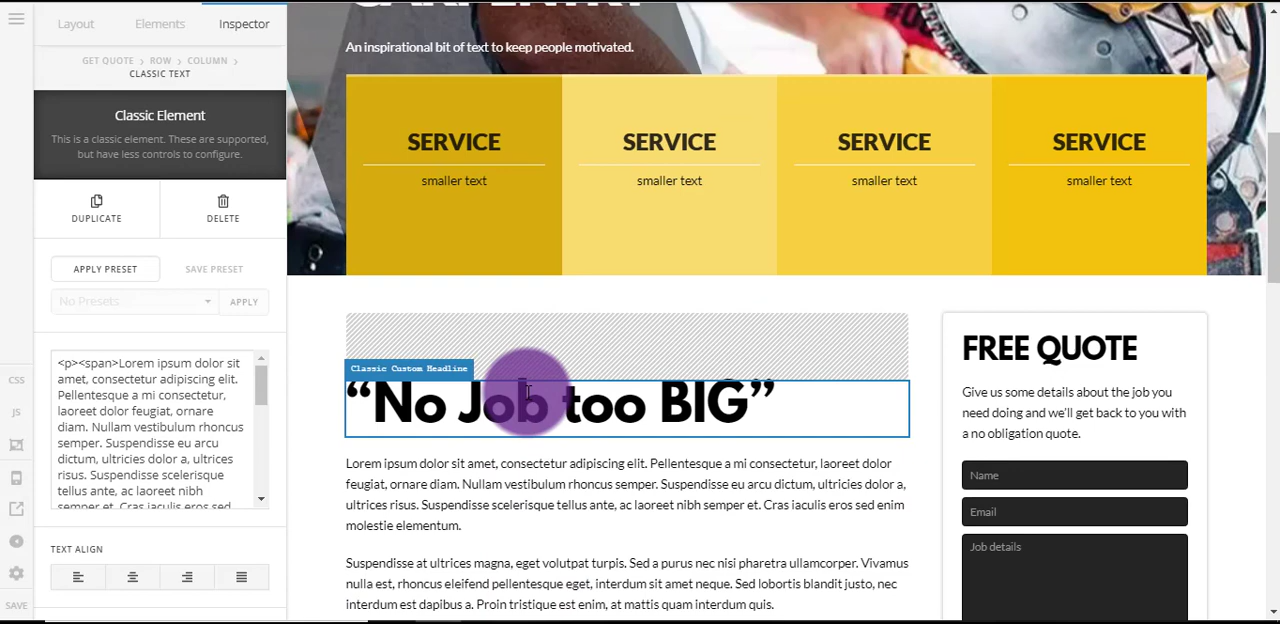 Layout
Elements
Inspector
GET QUOTE › ROW › COLUMN ›
CLASSIC TEXT
Classic Element
This is a classic element. These are supported,
but have less controls to configure.
DUPLICATE
DELETE
APPLY PRESET
SAVE PRESET
No Presets
APPLY
<p><span>Lorem ipsum dolor sit
amet, consectetur adipiscing elit.
Pellentesque a mi consectetur,
laoreet dolor feugiat, ornare
diam. Nullam vestibulum rhoncus
semper. Suspendisse eu arcu
dictum, ultricies dolor a, ultrices
risus. Suspendisse scelerisque
tellus ante, ac laoreet nibh
semper et. Cras iaculis eros sed
TEXT ALIGN
CSS
JS
SAVE
CARPENTRY
An inspirational bit of text to keep people motivated.
SERVICE
smaller text
SERVICE
smaller text
SERVICE
smaller text
SERVICE
smaller text
Classic Custom Headline
“No Job too BIG”
Lorem ipsum dolor sit amet, consectetur adipiscing elit. Pellentesque a mi consectetur, laoreet dolor
feugiat, ornare diam. Nullam vestibulum rhoncus semper. Suspendisse eu arcu dictum, ultricies dolor a,
ultrices risus. Suspendisse scelerisque tellus ante, ac laoreet nibh semper et. Cras iaculis eros sed enim
molestie elementum.
Suspendisse at ultrices magna, eget volutpat turpis. Sed a purus nec nisi pharetra ullamcorper. Vivamus
nulla est, rhoncus eleifend pellentesque eget, interdum sit amet neque. Sed lobortis blandit justo, nec
interdum est dapibus a. Proin tristique est enim, at mattis quam interdum quis.
FREE QUOTE
Give us some details about the job you
need doing and we'll get back to you with
a no obligation quote.
Name
Email
Job details